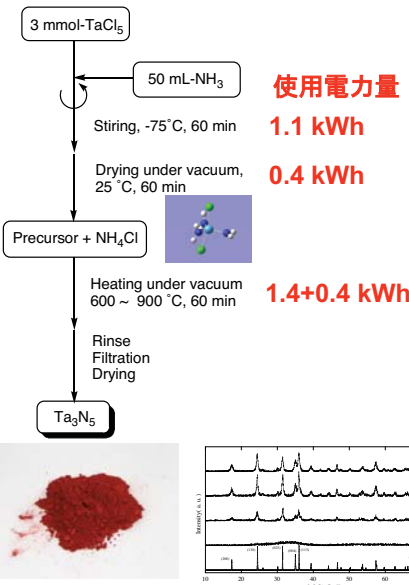 3 mmol-TaCl5
50 mL-NH3
使用電力量
Stiring, -75˚C, 60 min
1.1 kWh
Drying under vacuum,
25 ˚C, 60 min
0.4 kWh
Precursor + NH4Cl
Heating under vacuum
600 ~ 900 ˚C, 60 min
1.4+0.4 kWh
Rinse
Filtration
Drying
Ta3N5
Intensity( a. u. )
10 20 30 40 50 60